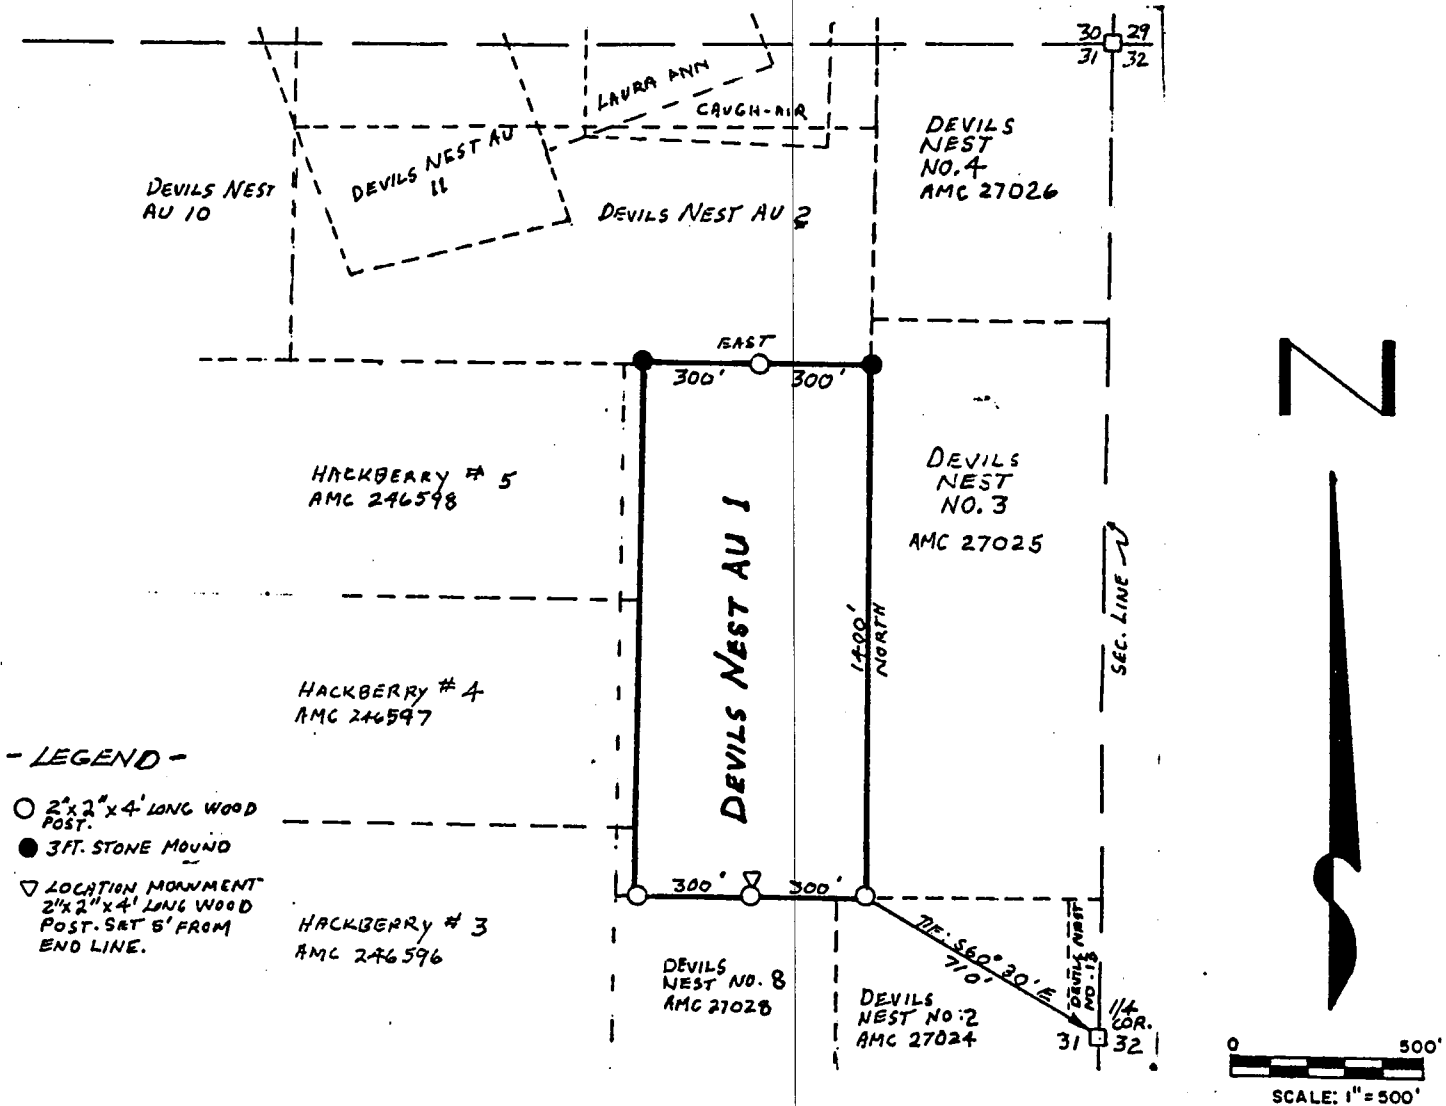 30 29
31 32
LAURA ANN
CAUGH-AIR
DEVILS NEST AU
11
DEVILS NEST
AU 10
DEVILS NEST AU 2
DEVILS
NEST
NO. 4
AMC 27026
EAST
300' 300'
N
HACKBERRY # 5
AMC 246598
DEVILS
NEST
NO. 3
AMC 27025
DEVILS NEST AU 1
1400'
NORTH
SEC. LINE
HACKBERRY # 4
AMC 246597
- LEGEND -
2"x2"x4' LONG WOOD
POST.
3FT. STONE MOUND
LOCATION MONUMENT
2"x2"x4' LONG WOOD
POST. SET 5' FROM
END LINE.
300' 300'
HACKBERRY # 3
AMC 246596
DEVILS
NEST NO. 8
AMC 27028
TIE: S60° 30' E
710'
DEVILS NEST
NO. 13
DEVILS
NEST NO. 2
AMC 27024
1/4
COR.
31 32
0 500'
SCALE: 1" = 500'